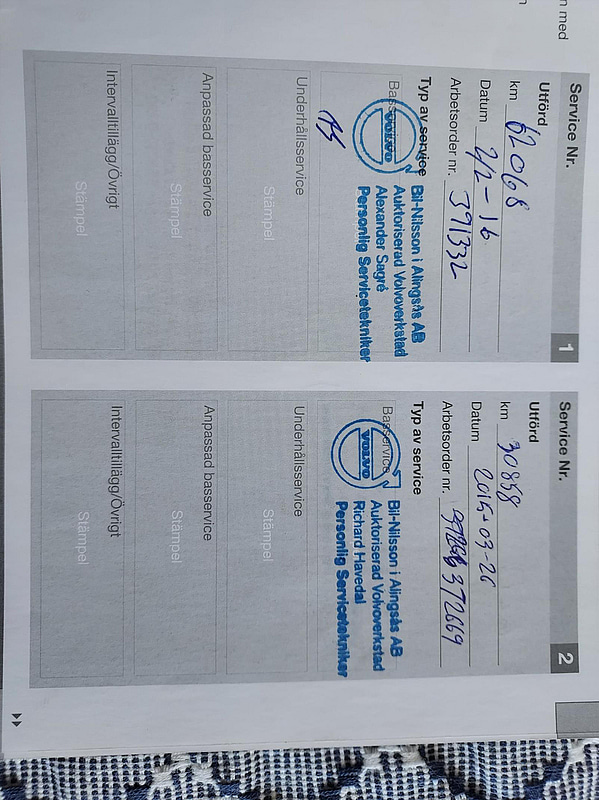 n med
n
Service Nr. 1
Utförd
km 62068
Datum 2/2-16
Arbetsorder nr. 391332
Typ av service
Basservice
VOLVO
Bil-Nilsson i Alingsås AB
Auktoriserad Volvoverkstad
Alexander Sagré
Personlig Servicetekniker
Underhållsservice
Stämpel
Anpassad basservice
Stämpel
Intervalltillägg/Övrigt
Stämpel
Service Nr. 2
Utförd
km 30858
Datum 2015-03-26
Arbetsorder nr. 372669
Typ av service
Basservice
VOLVO
Bil-Nilsson i Alingsås AB
Auktoriserad Volvoverkstad
Richard Havedal
Personlig Servicetekniker
Underhållsservice
Stämpel
Anpassad basservice
Stämpel
Intervalltillägg/Övrigt
Stämpel